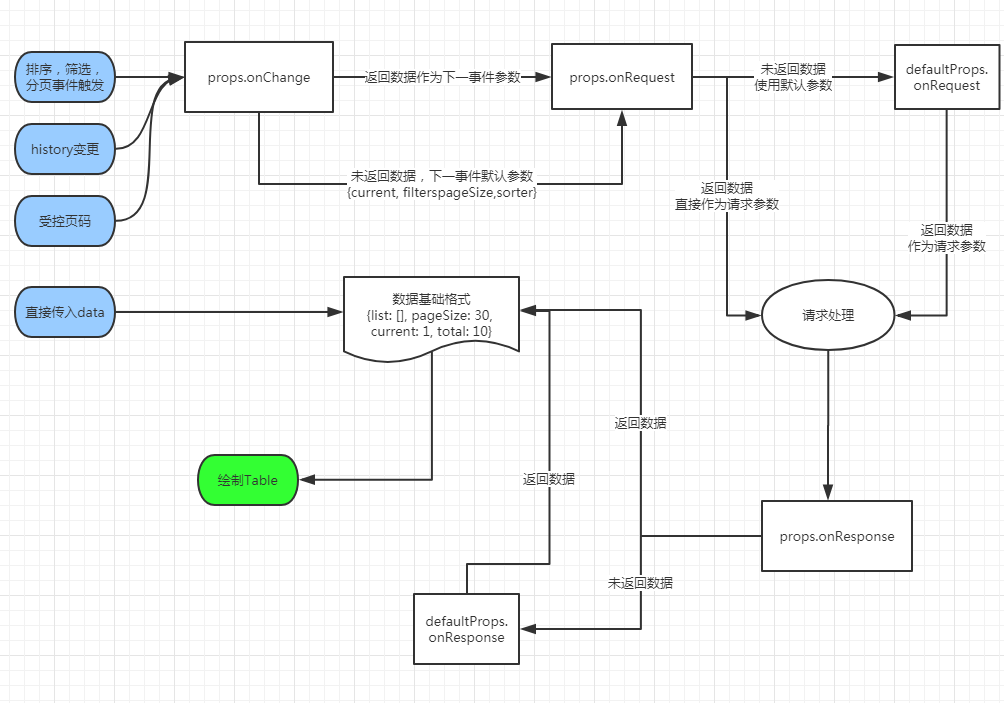 排序，筛选，
分页事件触发
props.onChange
返回数据作为下一事件参数
props.onRequest
未返回数据
使用默认参数
defaultProps.
onRequest
history变更
未返回数据，下一事件默认参数
{current, filterspageSize,sorter}
返回数据
直接作为请求参数
受控页码
返回数据
作为请求参数
直接传入data
数据基础格式
{list: [], pageSize: 30,
current: 1, total: 10}
请求处理
返回数据
绘制Table
返回数据
props.onResponse
未返回数据
defaultProps.
onResponse